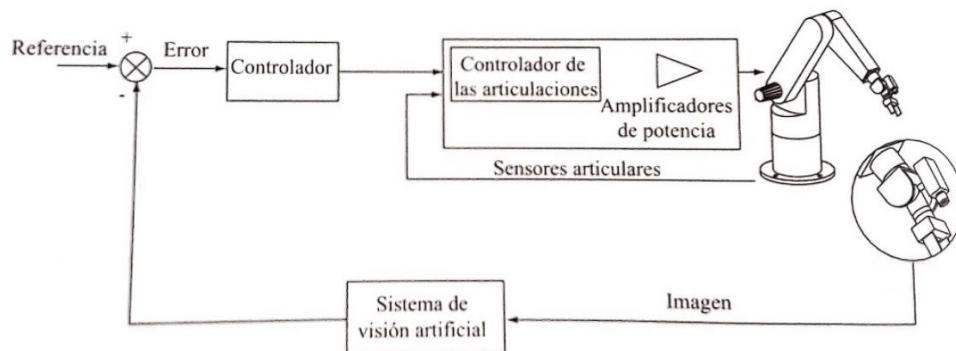 Referencia
+
-
Error
Controlador
Controlador de
las articulaciones
Amplificadores
de potencia
Sensores articulares
Sistema de
visión artificial
Imagen